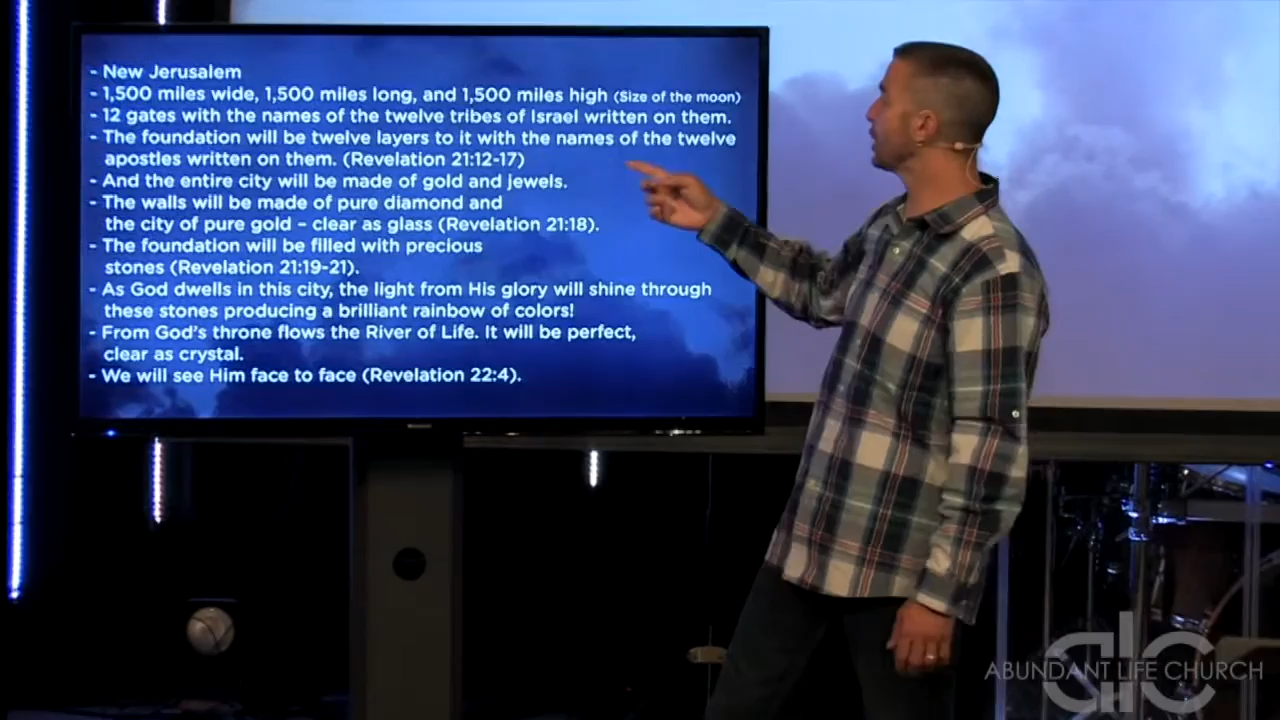 - New Jerusalem
- 1,500 miles wide, 1,500 miles long, and 1,500 miles high (Size of the moon)
- 12 gates with the names of the twelve tribes of Israel written on them.
- The foundation will be twelve layers to it with the names of the twelve
apostles written on them. (Revelation 21:12-17)
- And the entire city will be made of gold and jewels.
- The walls will be made of pure diamond and
the city of pure gold – clear as glass (Revelation 21:18).
- The foundation will be filled with precious
stones (Revelation 21:19-21).
- As God dwells in this city, the light from His glory will shine through
these stones producing a brilliant rainbow of colors!
- From God's throne flows the River of Life. It will be perfect,
clear as crystal.
- We will see Him face to face (Revelation 22:4).
alc
ABUNDANT LIFE CHURCH